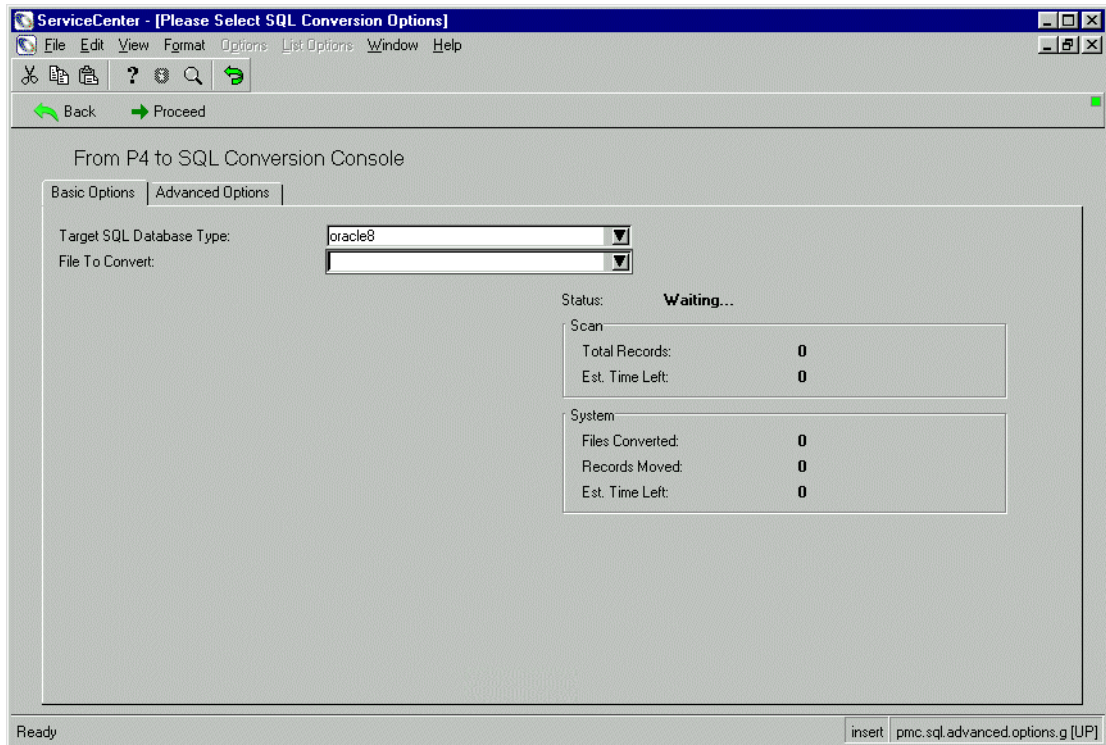 ServiceCenter - [Please Select SQL Conversion Options]
File Edit View Format Options List Options Window Help
Back Proceed
From P4 to SQL Conversion Console
Basic Options Advanced Options
Target SQL Database Type: oracle8
File To Convert:
Status: Waiting...
Scan
Total Records: 0
Est. Time Left: 0
System
Files Converted: 0
Records Moved: 0
Est. Time Left: 0
Ready insert pmc.sql.advanced.options.g [UP]